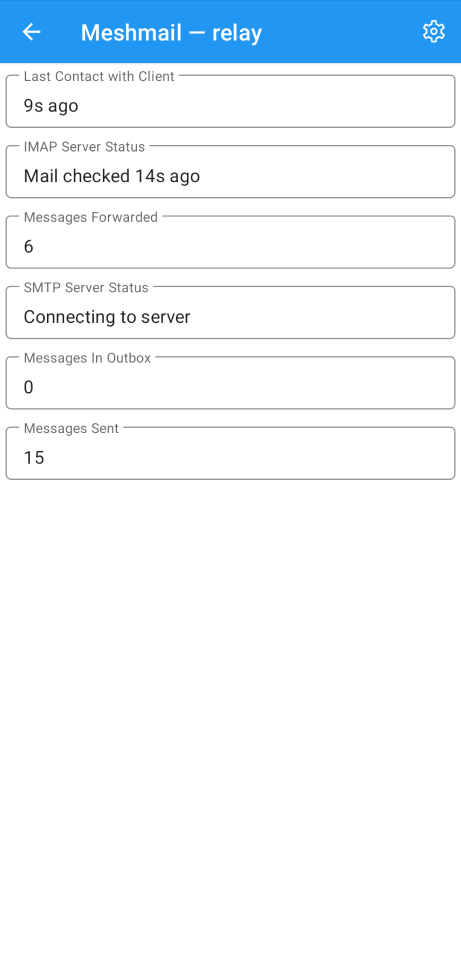 Meshmail — relay
Last Contact with Client
9s ago
IMAP Server Status
Mail checked 14s ago
Messages Forwarded
6
SMTP Server Status
Connecting to server
Messages In Outbox
0
Messages Sent
15